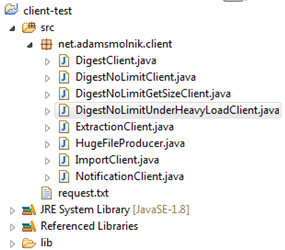 client-test
src
net.adamsmolnik.client
DigestClient.java
DigestNoLimitClient.java
DigestNoLimitGetSizeClient.java
DigestNoLimitUnderHeavyLoadClient.java
ExtractionClient.java
HugeFileProducer.java
ImportClient.java
NotificationClient.java
request.txt
JRE System Library [JavaSE-1.8]
Referenced Libraries
lib